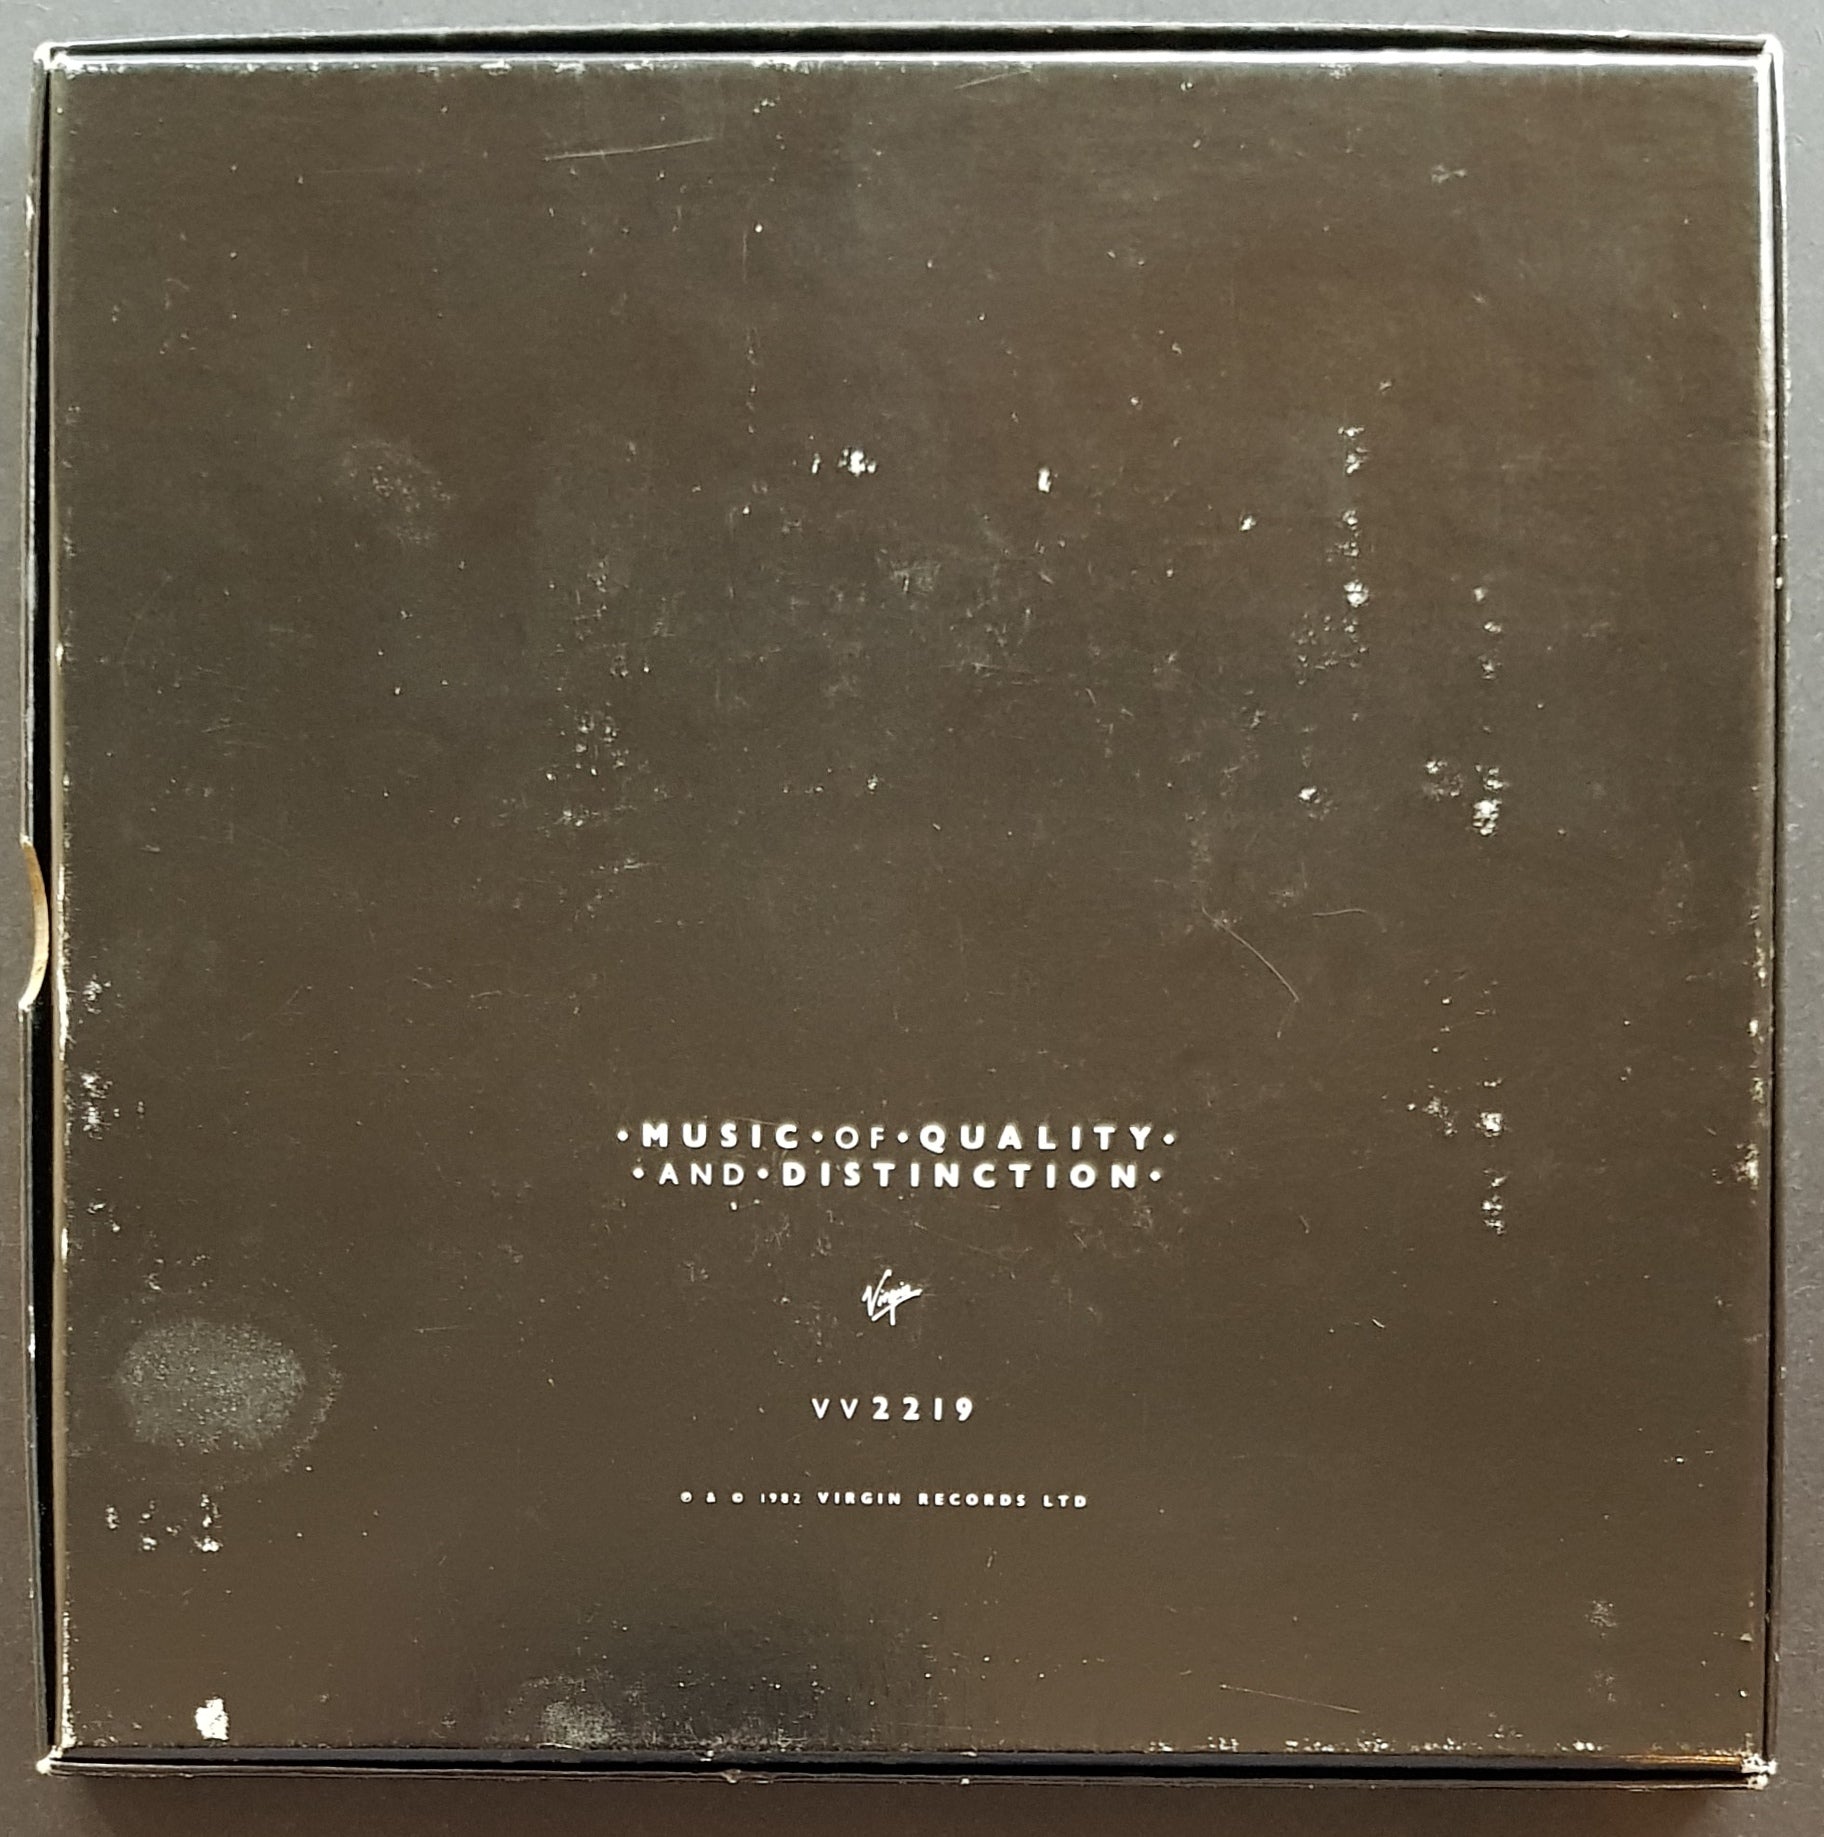 •MUSIC•OF•QUALITY•
•AND•DISTINCTION•
Virgin
VV2219
℗ & © 1982 VIRGIN RECORDS LTD